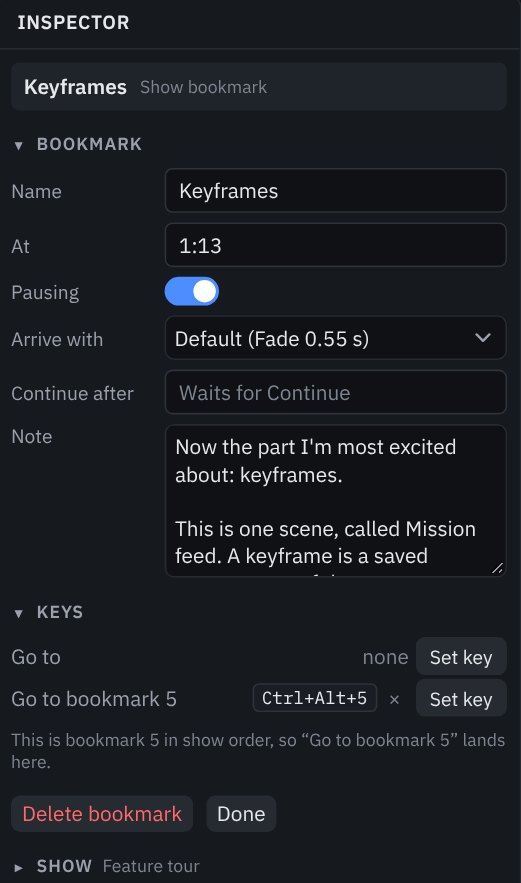 INSPECTOR
Keyframes Show bookmark
BOOKMARK
Name Keyframes
At 1:13
Pausing
Arrive with Default (Fade 0.55 s)
Continue after Waits for Continue
Note Now the part I'm most excited
about: keyframes.
This is one scene, called Mission
feed. A keyframe is a saved
KEYS
Go to none Set key
Go to bookmark 5 Ctrl+Alt+5 × Set key
This is bookmark 5 in show order, so “Go to bookmark 5” lands
here.
Delete bookmark Done
SHOW Feature tour